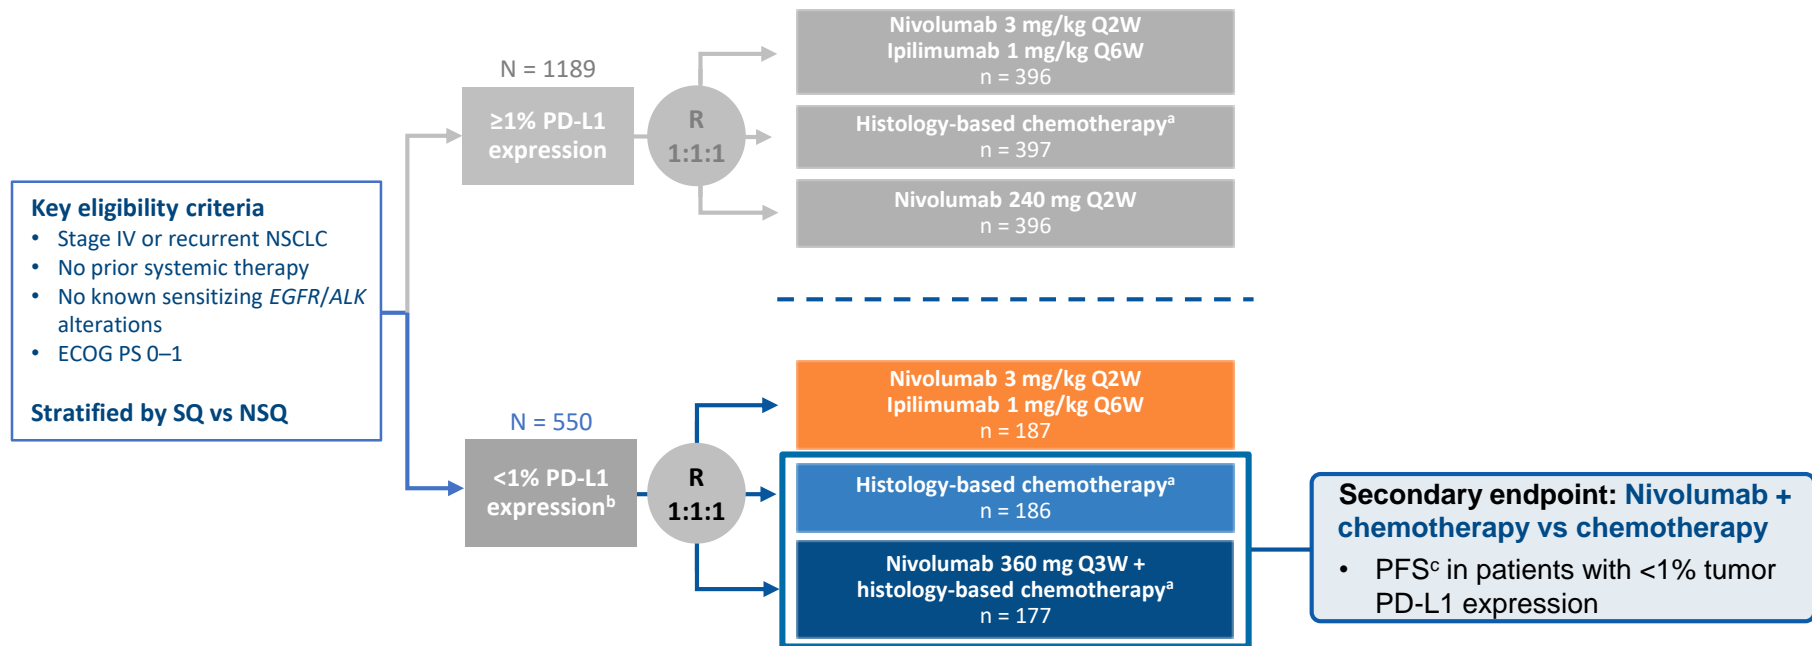 Key eligibility criteria
• Stage IV or recurrent NSCLC
• No prior systemic therapy
• No known sensitizing EGFR/ALK
alterations
• ECOG PS 0–1
Stratified by SQ vs NSQ
N = 1189
≥1% PD-L1
expression
R
1:1:1
Nivolumab 3 mg/kg Q2W
Ipilimumab 1 mg/kg Q6W
n = 396
Histology-based chemotherapyᵃ
n = 397
Nivolumab 240 mg Q2W
n = 396
N = 550
<1% PD-L1
expressionᵇ
R
1:1:1
Nivolumab 3 mg/kg Q2W
Ipilimumab 1 mg/kg Q6W
n = 187
Histology-based chemotherapyᵃ
n = 186
Nivolumab 360 mg Q3W +
histology-based chemotherapyᵃ
n = 177
Secondary endpoint: Nivolumab +
chemotherapy vs chemotherapy
• PFSᶜ in patients with <1% tumor
PD-L1 expression